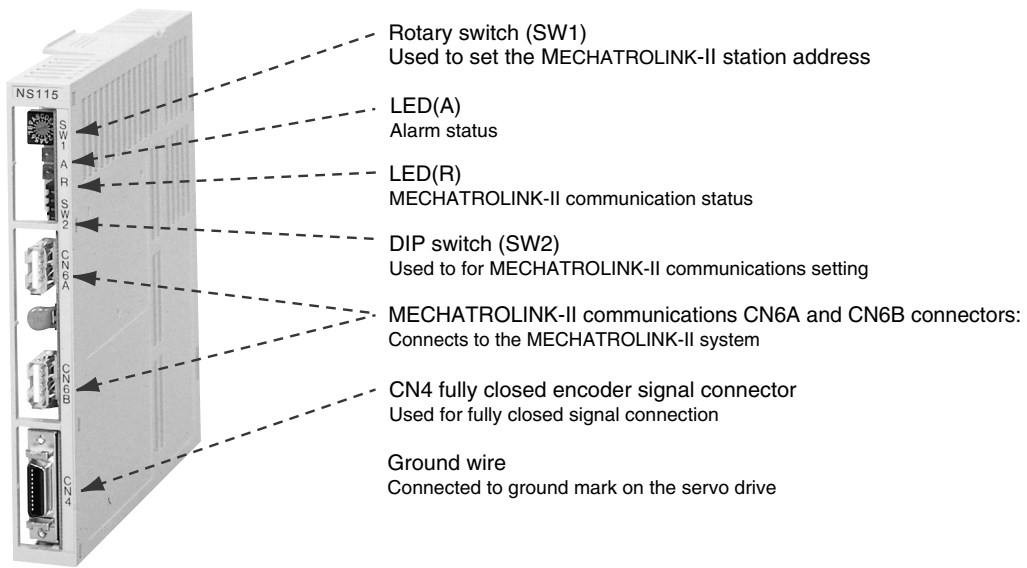 Rotary switch (SW1)
Used to set the MECHATROLINK-II station address
NS115
SW1
LED(A)
Alarm status
A
LED(R)
MECHATROLINK-II communication status
R
SW2
DIP switch (SW2)
Used to for MECHATROLINK-II communications setting
CN6A
MECHATROLINK-II communications CN6A and CN6B connectors:
Connects to the MECHATROLINK-II system
CN6B
CN4 fully closed encoder signal connector
Used for fully closed signal connection
CN4
Ground wire
Connected to ground mark on the servo drive